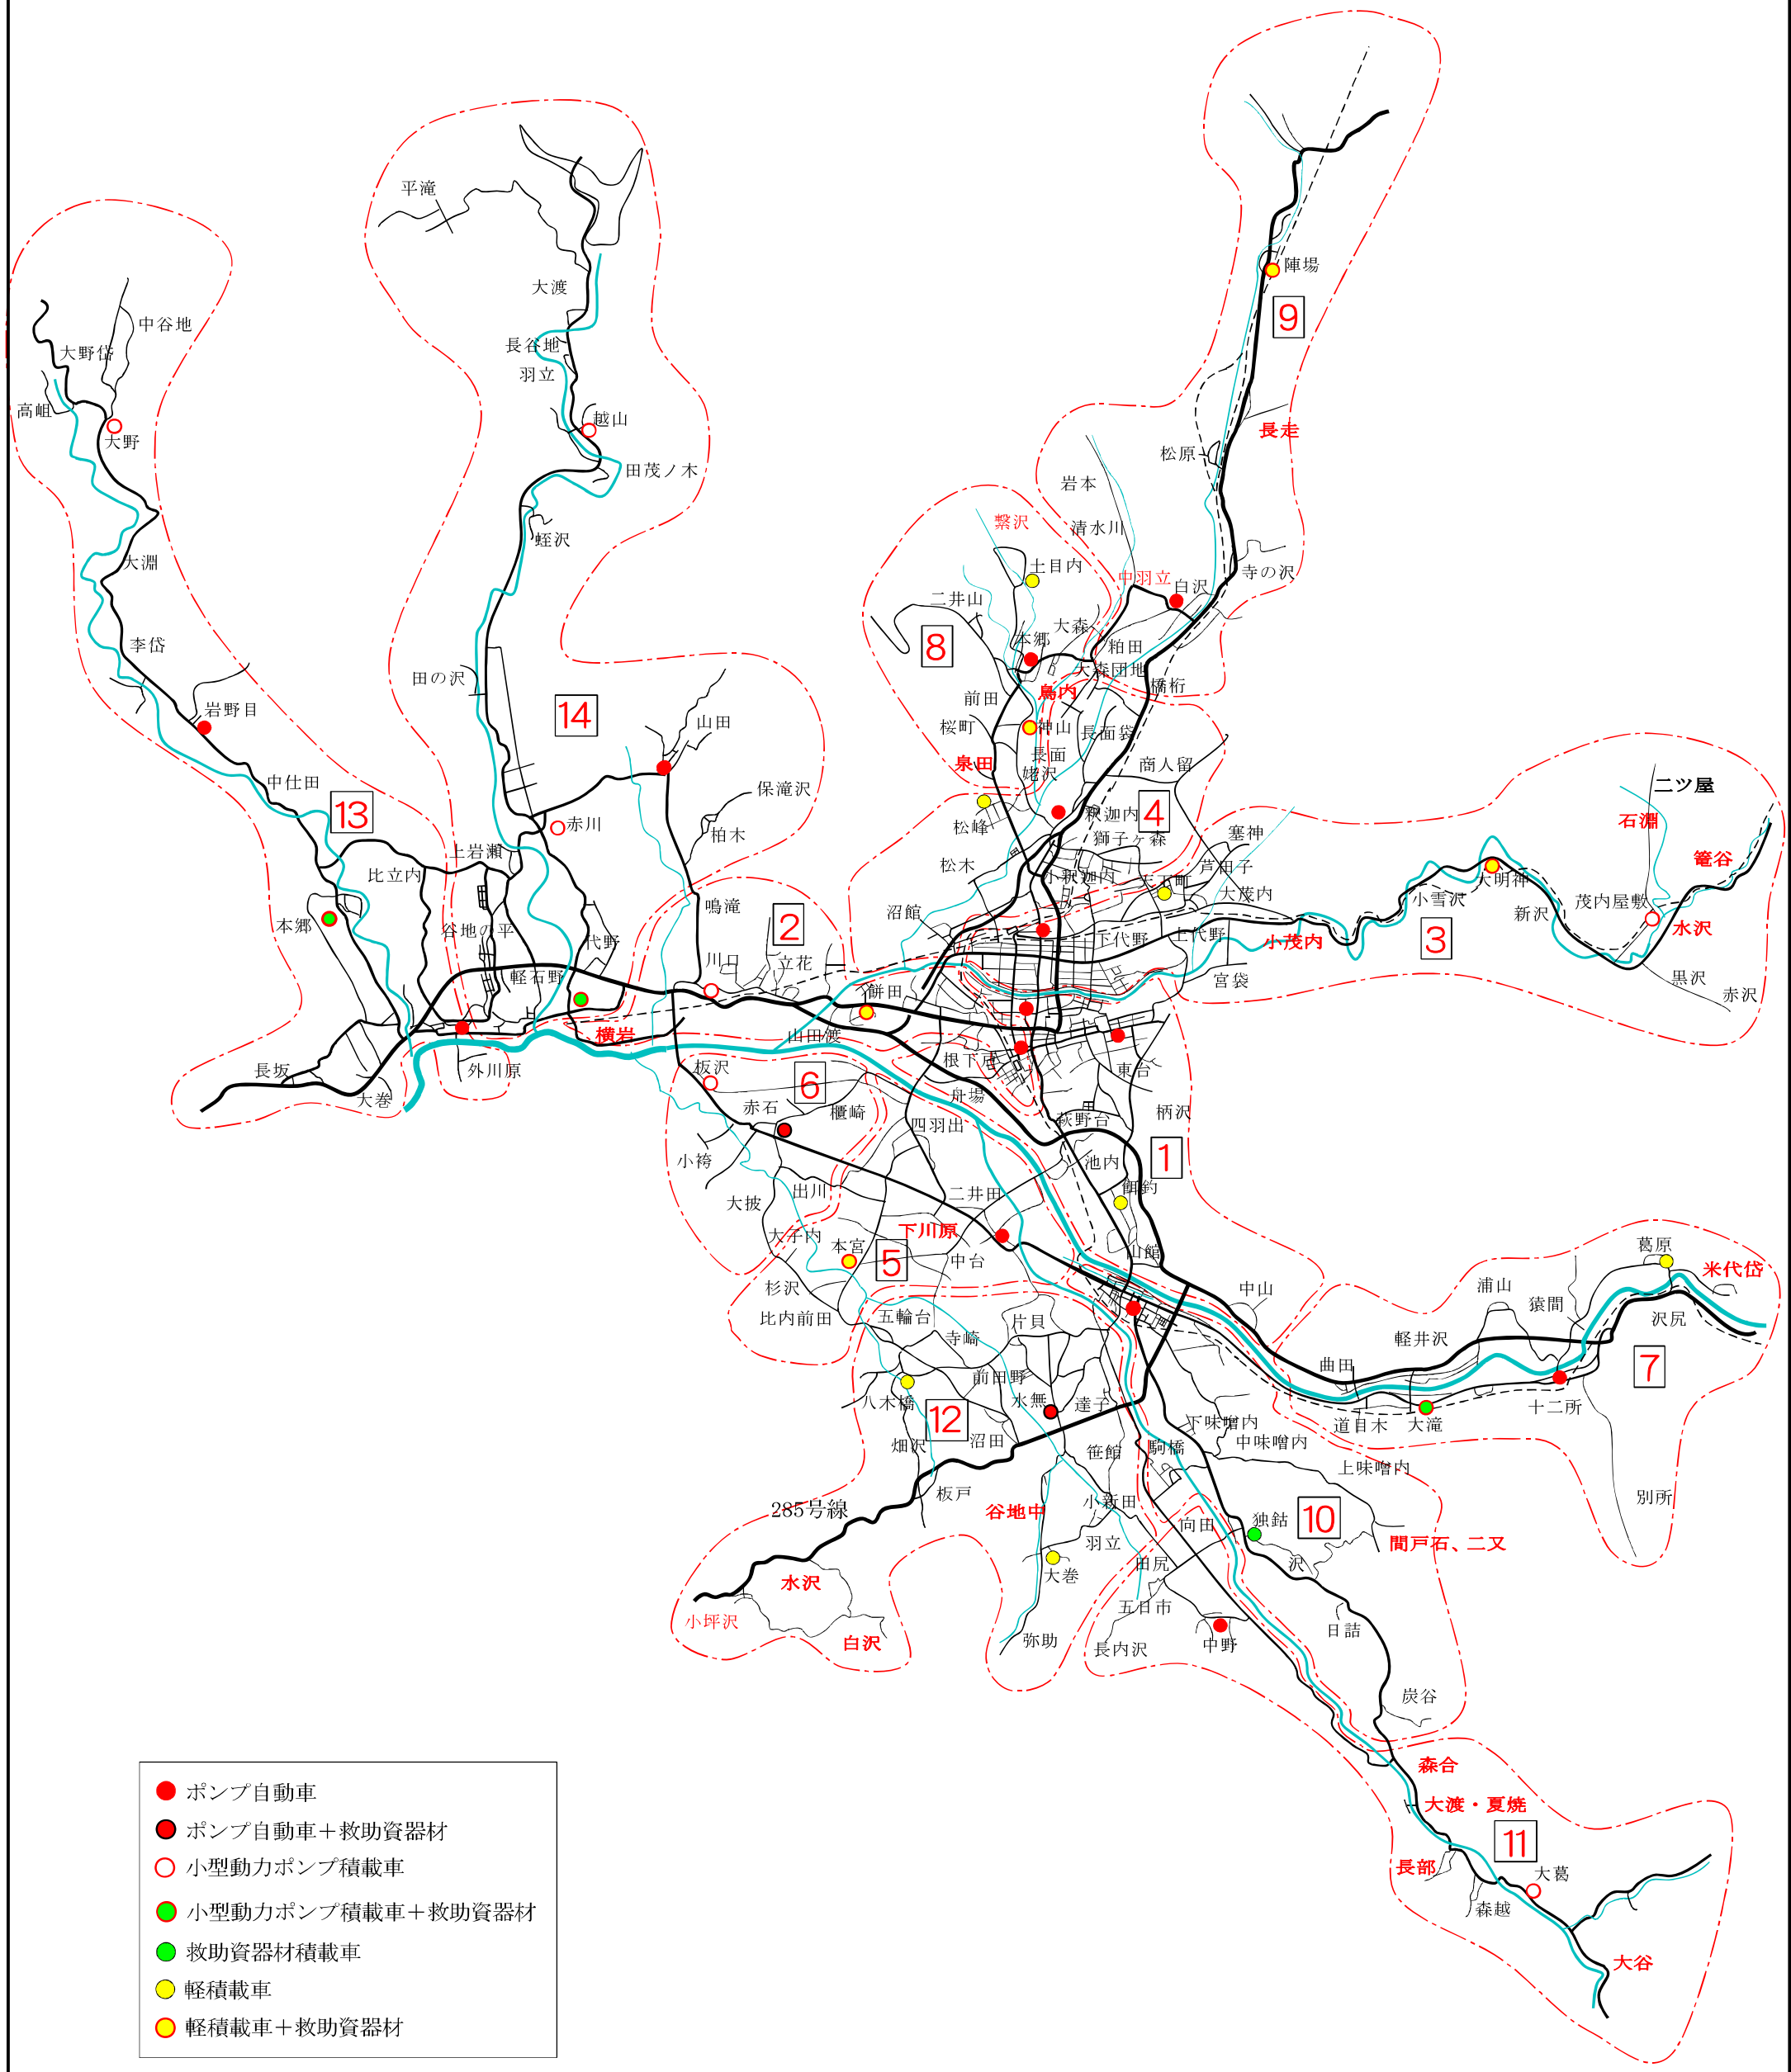 平滝
陣場
大渡
9
中谷地
長谷地
大野岱
羽立
高岨
越山
大野
長走
松原
田茂ノ木
岩本
繋沢
清水川
蛭沢
大淵
土目内
寺の沢
中羽立
白沢
二井山
大森
李岱
8
本郷
粕田
大森団地
田の沢
橋桁
鳥内
前田
岩野目
14
山田
桜町
神山
長面袋
長面
泉田
姥沢
商人留
中仕田
保滝沢
二ツ屋
13
赤川
松峰
釈迦内
4
石淵
柏木
獅子ヶ森
塞神
上岩瀬
松木
篭谷
比立内
小釈迦内
芦田子
天下町
大明神
大茂内
小雪沢
茂内屋敷
鳴滝
沼館
新沢
本郷
2
谷地の平
代野
下代野
上代野
小茂内
3
水沢
川口
立花
軽石野
宮袋
黒沢
餅田
赤沢
横岩
山田渡
根下戸
長坂
外川原
板沢
東台
大巻
6
舟場
赤石
櫃崎
萩野台
柄沢
四羽出
小袴
池内
1
出川
餌釣
大披
二井田
下川原
大子内
本宮
葛原
5
中台
山館
米代岱
杉沢
中山
浦山
比内前田
五輪台
片貝
猿間
沢尻
寺崎
軽井沢
曲田
7
前田野
八木橋
水無
達子
12
道目木
大滝
十二所
下味噌内
畑沢
沼田
中味噌内
笹館
駒橋
上味噌内
板戸
別所
285号線
谷地中
小新田
向田
独鈷
10
羽立
間戸石、二又
田尻
沢
水沢
大巻
五日市
小坪沢
日詰
白沢
弥助
長内沢
中野
炭谷
森合
大渡・夏焼
11
長部
大葛
森越
大谷
ポンプ自動車
ポンプ自動車＋救助資器材
小型動力ポンプ積載車
小型動力ポンプ積載車＋救助資器材
救助資器材積載車
軽積載車
軽積載車＋救助資器材